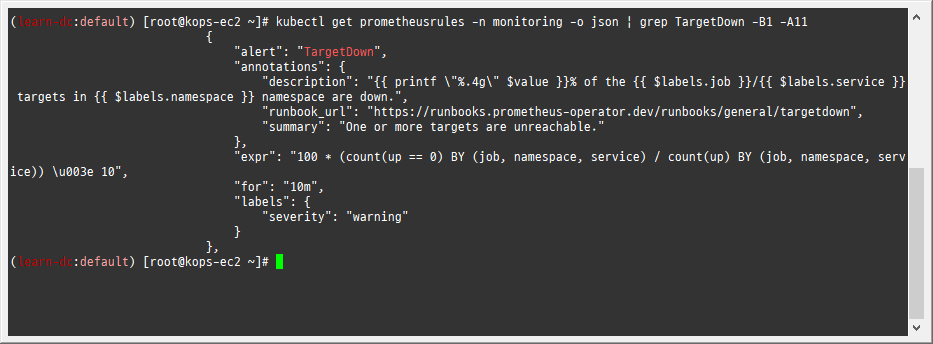 (learn-dr:default) [root@kops-ec2 ~]# kubectl get prometheusrules -n monitoring -o json | grep TargetDown -B1 -A11
{
"alert": "TargetDown",
"annotations": {
"description": "{{ printf \"%.4g\" $value }}% of the {{ $labels.job }}/{{ $labels.service }}
targets in {{ $labels.namespace }} namespace are down.",
"runbook_url": "https://runbooks.prometheus-operator.dev/runbooks/general/targetdown",
"summary": "One or more targets are unreachable."
},
"expr": "100 * (count(up == 0) BY (job, namespace, service) / count(up) BY (job, namespace, serv
ice)) \u003e 10",
"for": "10m",
"labels": {
"severity": "warning"
}
},
(learn-dr:default) [root@kops-ec2 ~]#